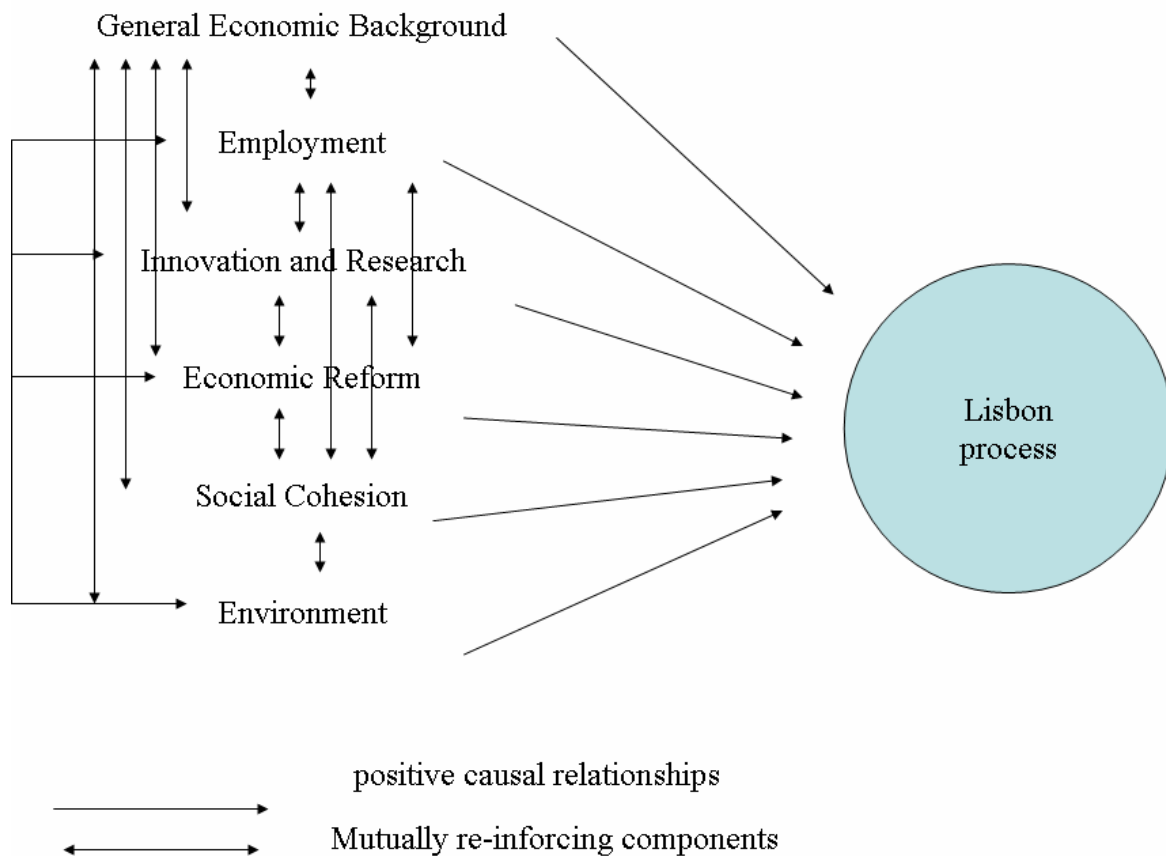 General Economic Background
Employment
Innovation and Research
Economic Reform
Social Cohesion
Environment
Lisbon
process
positive causal relationships
Mutually re-inforcing components